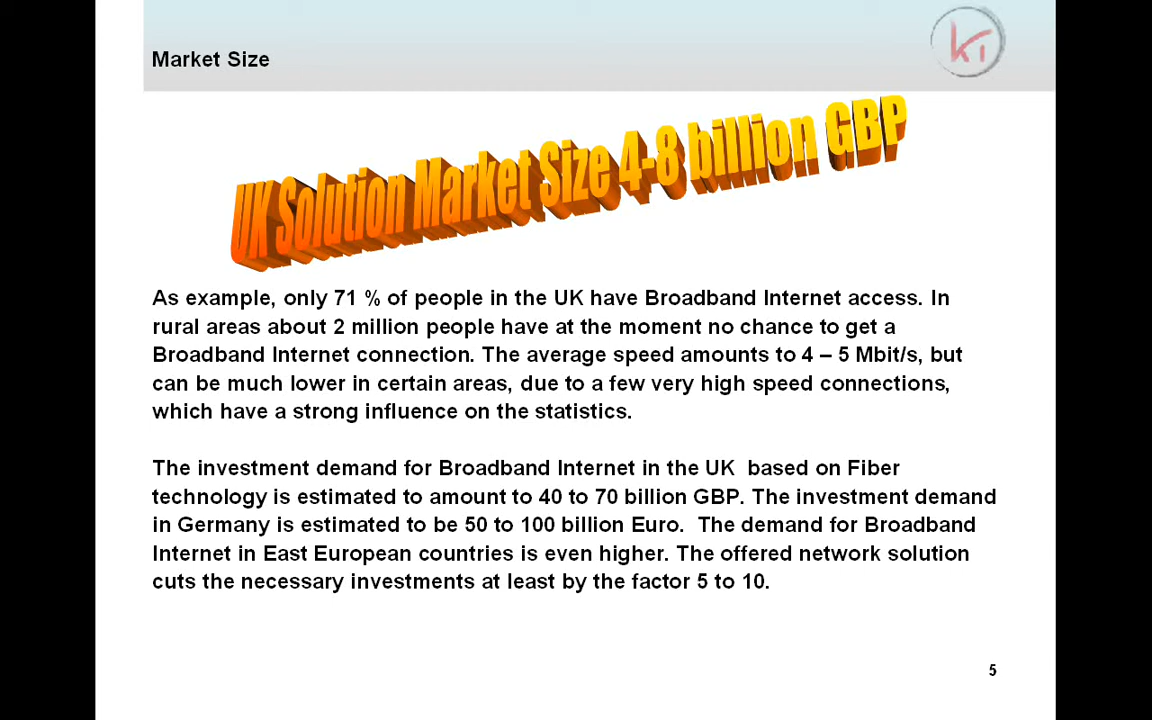 Market Size
K1
UK Solution Market Size 4-8 billion GBP
As example, only 71 % of people in the UK have Broadband Internet access. In
rural areas about 2 million people have at the moment no chance to get a
Broadband Internet connection. The average speed amounts to 4 – 5 Mbit/s, but
can be much lower in certain areas, due to a few very high speed connections,
which have a strong influence on the statistics.
The investment demand for Broadband Internet in the UK  based on Fiber
technology is estimated to amount to 40 to 70 billion GBP. The investment demand
in Germany is estimated to be 50 to 100 billion Euro.  The demand for Broadband
Internet in East European countries is even higher. The offered network solution
cuts the necessary investments at least by the factor 5 to 10.
5